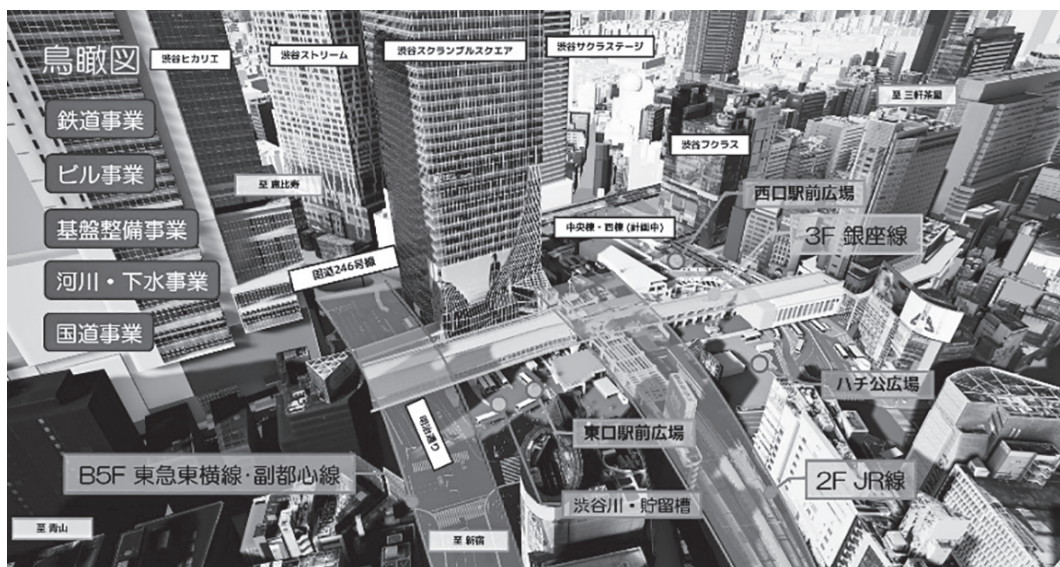 鳥瞰図
渋谷ヒカリエ
渋谷ストリーム
渋谷スクランブルスクエア
渋谷サクラステージ
至 三軒茶屋
鉄道事業
ビル事業
基盤整備事業
河川・下水事業
国道事業
渋谷フクラス
至 恵比寿
西口駅前広場
中央棟・西棟（計画中）
3F 銀座線
国道246号線
ハチ公広場
明治通り
東口駅前広場
B5F 東急東横線・副都心線
2F JR線
渋谷川・貯留槽
至 青山
至 新宿